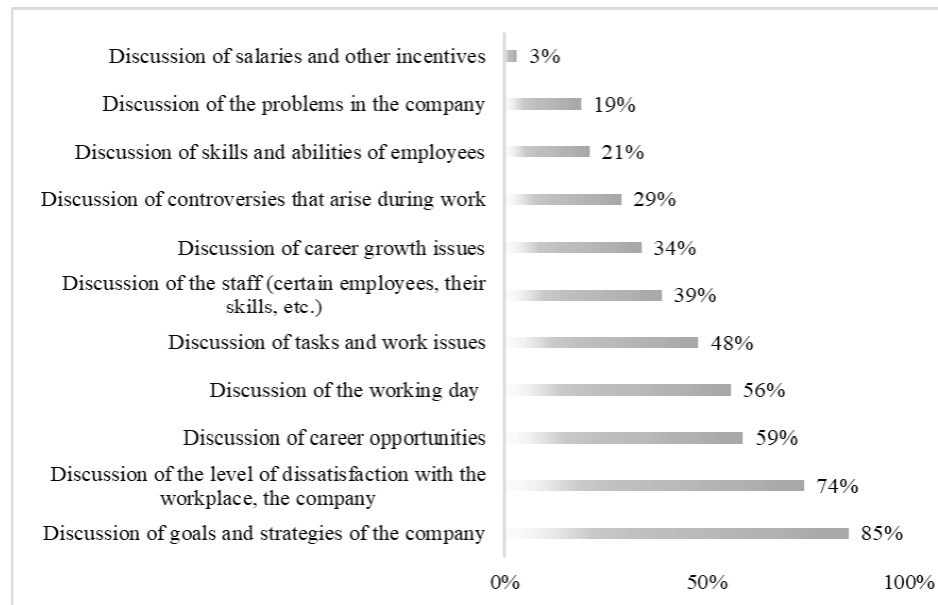 Discussion of salaries and other incentives 3%
Discussion of the problems in the company 19%
Discussion of skills and abilities of employees 21%
Discussion of controversies that arise during work 29%
Discussion of career growth issues 34%
Discussion of the staff (certain employees, their
skills, etc.) 39%
Discussion of tasks and work issues 48%
Discussion of the working day 56%
Discussion of career opportunities 59%
Discussion of the level of dissatisfaction with the
workplace, the company 74%
Discussion of goals and strategies of the company 85%
0% 50% 100%